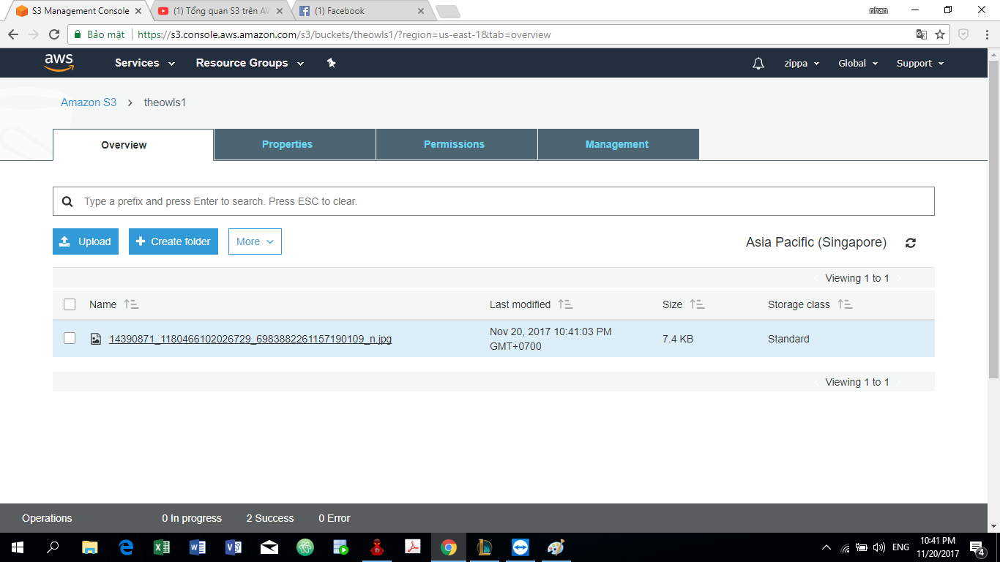 S3 Management Console
(1) Tổng quan S3 trên AW
(1) Facebook
nhan
Bảo mật
https://s3.console.aws.amazon.com/s3/buckets/theowls1/?region=us-east-1&tab=overview
aws
Services
Resource Groups
zippa
Global
Support
Amazon S3 > theowls1
Overview
Properties
Permissions
Management
Type a prefix and press Enter to search. Press ESC to clear.
Upload
Create folder
More
Asia Pacific (Singapore)
Viewing 1 to 1
Name
Last modified
Size
Storage class
14390871_1180466102026729_6983882261157190109_n.jpg
Nov 20, 2017 10:41:03 PM
GMT+0700
7.4 KB
Standard
Viewing 1 to 1
Operations
0 In progress
2 Success
0 Error
ENG
10:41 PM
11/20/2017
4